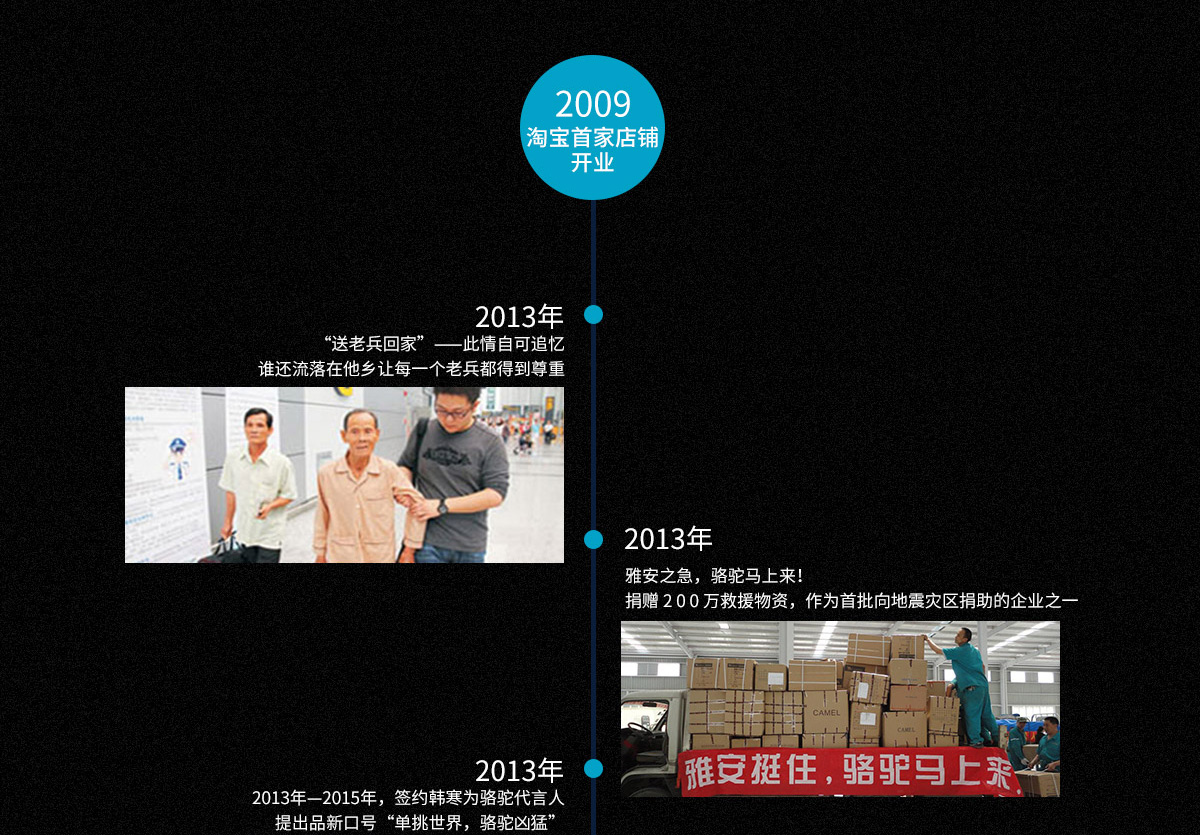 2009
淘宝首家店铺
开业
2013年
“送老兵回家”——此情自可追忆
谁还流落在他乡让每一个老兵都得到尊重
2013年
雅安之急，骆驼马上来！
捐赠200万救援物资，作为首批向地震灾区捐助的企业之一
CAMEL
CAMEL
雅安挺住，骆驼马上来
2013年
2013年—2015年，签约韩寒为骆驼代言人
提出品新口号“单挑世界，骆驼凶猛”